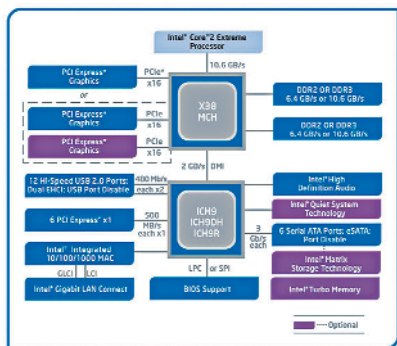 Intel® Core™2 Extreme
Processor
10.6 GB/s
PCI Express*
Graphics
PCIe*
x16
or
PCI Express*
Graphics
PCIe
x16
PCI Express*
Graphics
PCIe
x16
X38
MCH
DDR2 OR DDR3
6.4 GB/s or 10.6 GB/s
DDR2 OR DDR3
6.4 GB/s or 10.6 GB/s
2 GB/s
DMI
12 Hi-Speed USB 2.0 Ports;
Dual EHCI; USB Port Disable
480 Mb/s
each x2
6 PCI Express* x1
500
MB/s
each x1
Intel® Integrated
10/100/1000 MAC
GLCI
LCI
Intel® Gigabit LAN Connect
ICH9
ICH9DH
ICH9R
Intel® High
Definition Audio
Intel® Quiet System
Technology
3
Gb/s
each
6 Serial ATA Ports; eSATA;
Port Disable
Intel® Matrix
Storage Technology
Intel® Turbo Memory
LPC
or SPI
BIOS Support
Optional